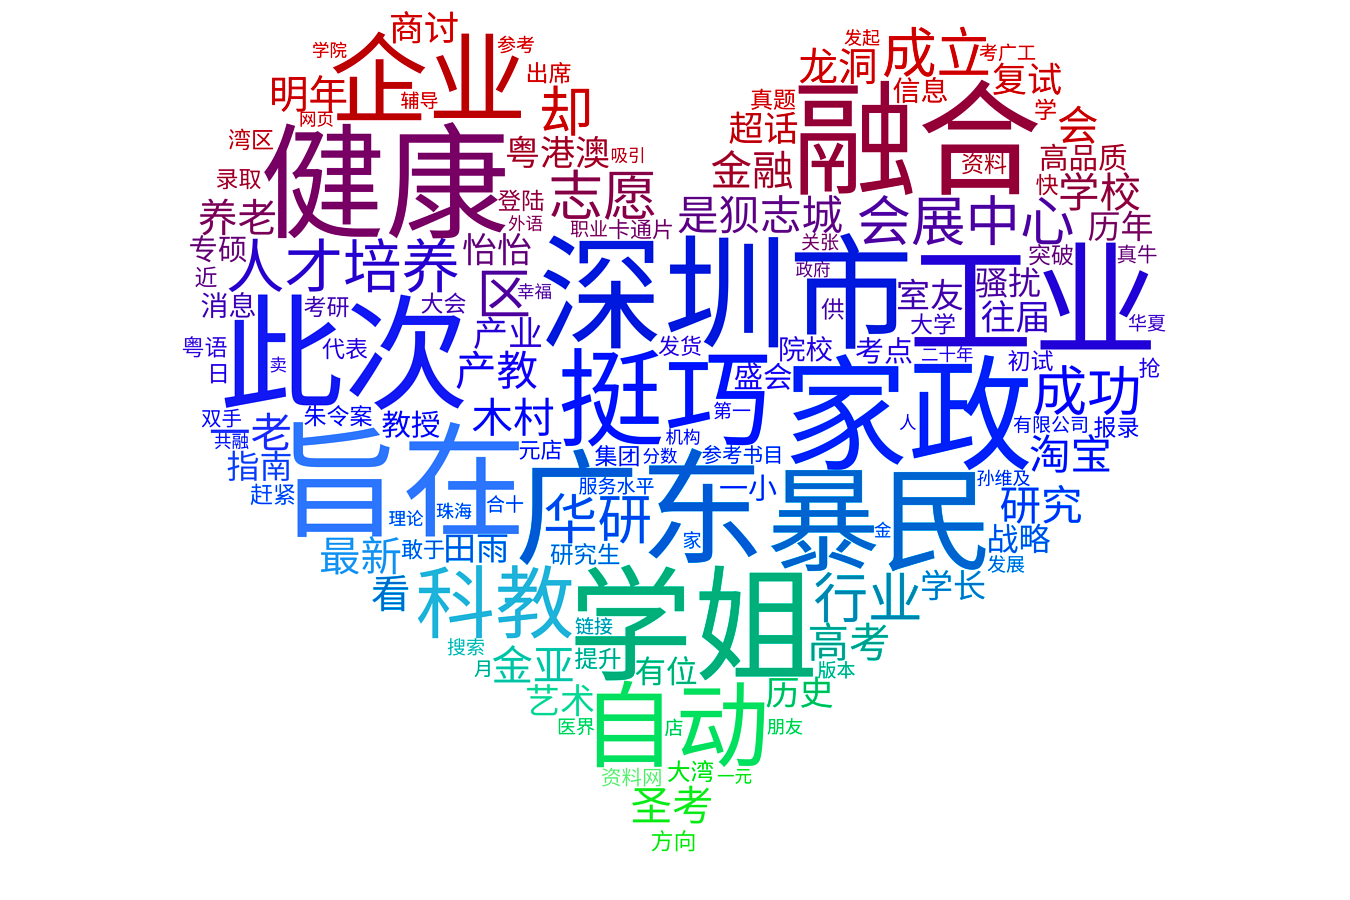 商讨
学院
企业
参考
出席
明年
辅导
却
网页
湾区
健康
粤港澳
吸引
录取
登陆
志愿
养老
外语
职业
卡通片
专硕
人才培养
怡怡
近
区
幸福
消息
考研
大会
产业
粤语
此次
代表
日
卖
产教
双手
朱令案
教授
木村
共融
一老
指南
旨在
元店
赶紧
发起
成立
考广工
龙洞
信息
复试
真题
融合
学
会
超话
金融
资料
高品质
快
学校
是狈志城
会展中心
历年
关张
突破
真牛
深圳市
工业
政府
室友
骚扰
供
大学
往届
华夏
发货
院校
考点
二十年
初试
抢
挺巧
盛会
家政
成功
第一
人
有限公司
报录
机构
集团
分数
参考书目
淘宝
服务水平
一小
孙维及
广东
暴民
研究
华研
理论
珠海
合十
家
金
战略
最新
敢于
田雨
研究生
发展
看
科教
学姐
行业
学长
链接
搜索
高考
月
金亚
提升
有位
版本
艺术
自动
历史
医界
店
朋友
资料网
大湾
一元
圣考
方向